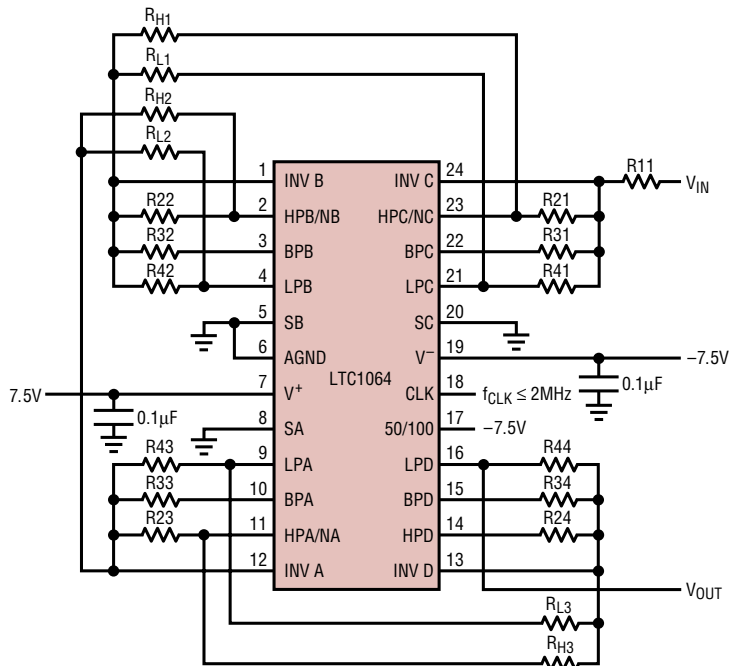 RH1
RL1
RH2
RL2
1 INV B INV C 24 R11 VIN
R22 2 HPB/NB HPC/NC 23 R21
R32 3 BPB BPC 22 R31
R42 4 LPB LPC 21 R41
5 SB SC 20
6 AGND V– 19 –7.5V
LTC1064
7.5V 7 V+ CLK 18 fCLK ≤ 2MHz 0.1µF
0.1µF 8 SA 50/100 17 –7.5V
R43 9 LPA LPD 16 R44
R33 10 BPA BPD 15 R34
R23 11 HPA/NA HPD 14 R24
12 INV A INV D 13
VOUT
RL3
RH3